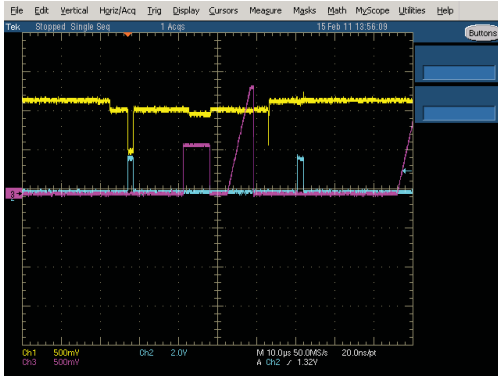 File Edit Vertical Horiz/Acq Trig Display Cursors Measure Masks Math MyScope Utilities Help
Tek Stopped Single Seq 1 Acqs 15 Feb 11 13:56:09
Buttons
3
Ch1 500mV Ch2 2.0V M 10.0µs 50.0MS/s 20.0ns/pt
Ch3 500mV A Ch2 ∕ 1.32V